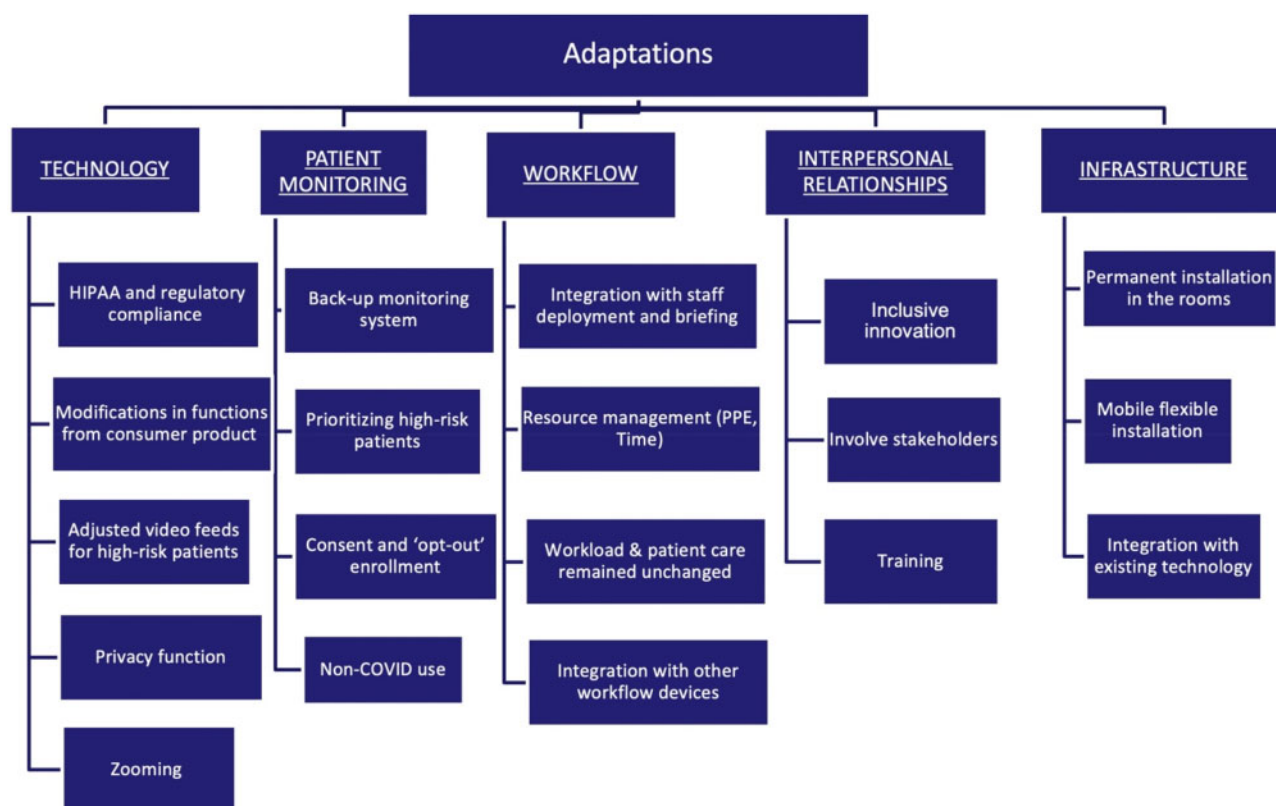 Adaptations
TECHNOLOGY
HIPAA and regulatory
compliance
Modifications in functions
from consumer product
Adjusted video feeds
for high-risk patients
Privacy function
Zooming
PATIENT
MONITORING
Back-up monitoring
system
Prioritizing high-risk
patients
Consent and ‘opt-out’
enrollment
Non-COVID use
WORKFLOW
Integration with staff
deployment and briefing
Resource management (PPE,
Time)
Workload & patient care
remained unchanged
Integration with other
workflow devices
INTERPERSONAL
RELATIONSHIPS
Inclusive
innovation
Involve stakeholders
Training
INFRASTRUCTURE
Permanent installation
in the rooms
Mobile flexible
installation
Integration with
existing technology